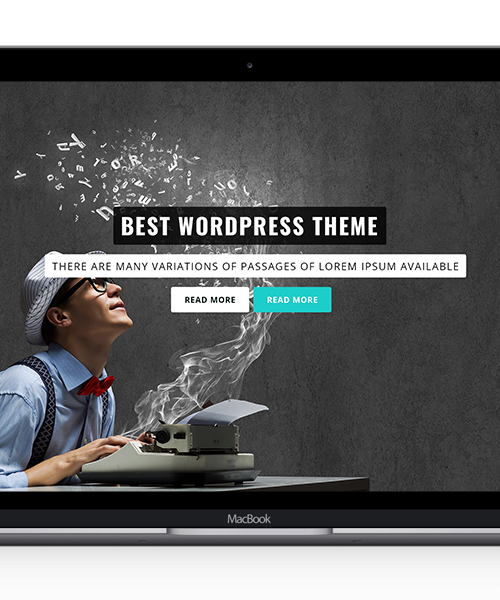 BEST WORDPRESS THEME
THERE ARE MANY VARIATIONS OF PASSAGES OF LOREM IPSUM AVAILABLE
READ MORE
READ MORE
MacBook